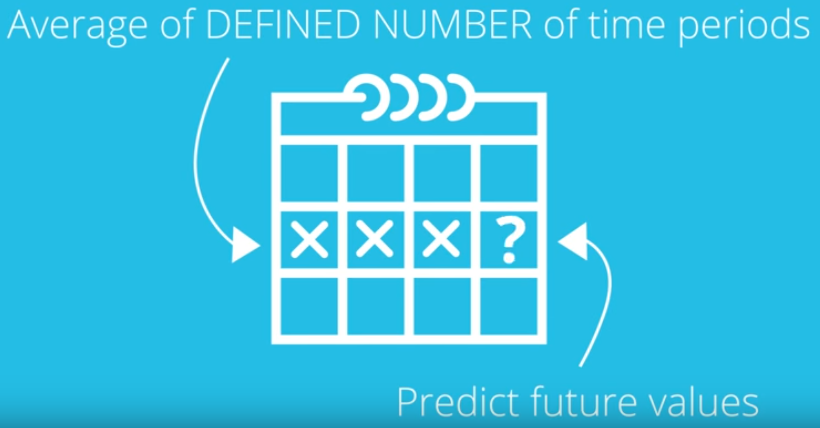 Average of DEFINED NUMBER of time periods
× × × ?
Predict future values